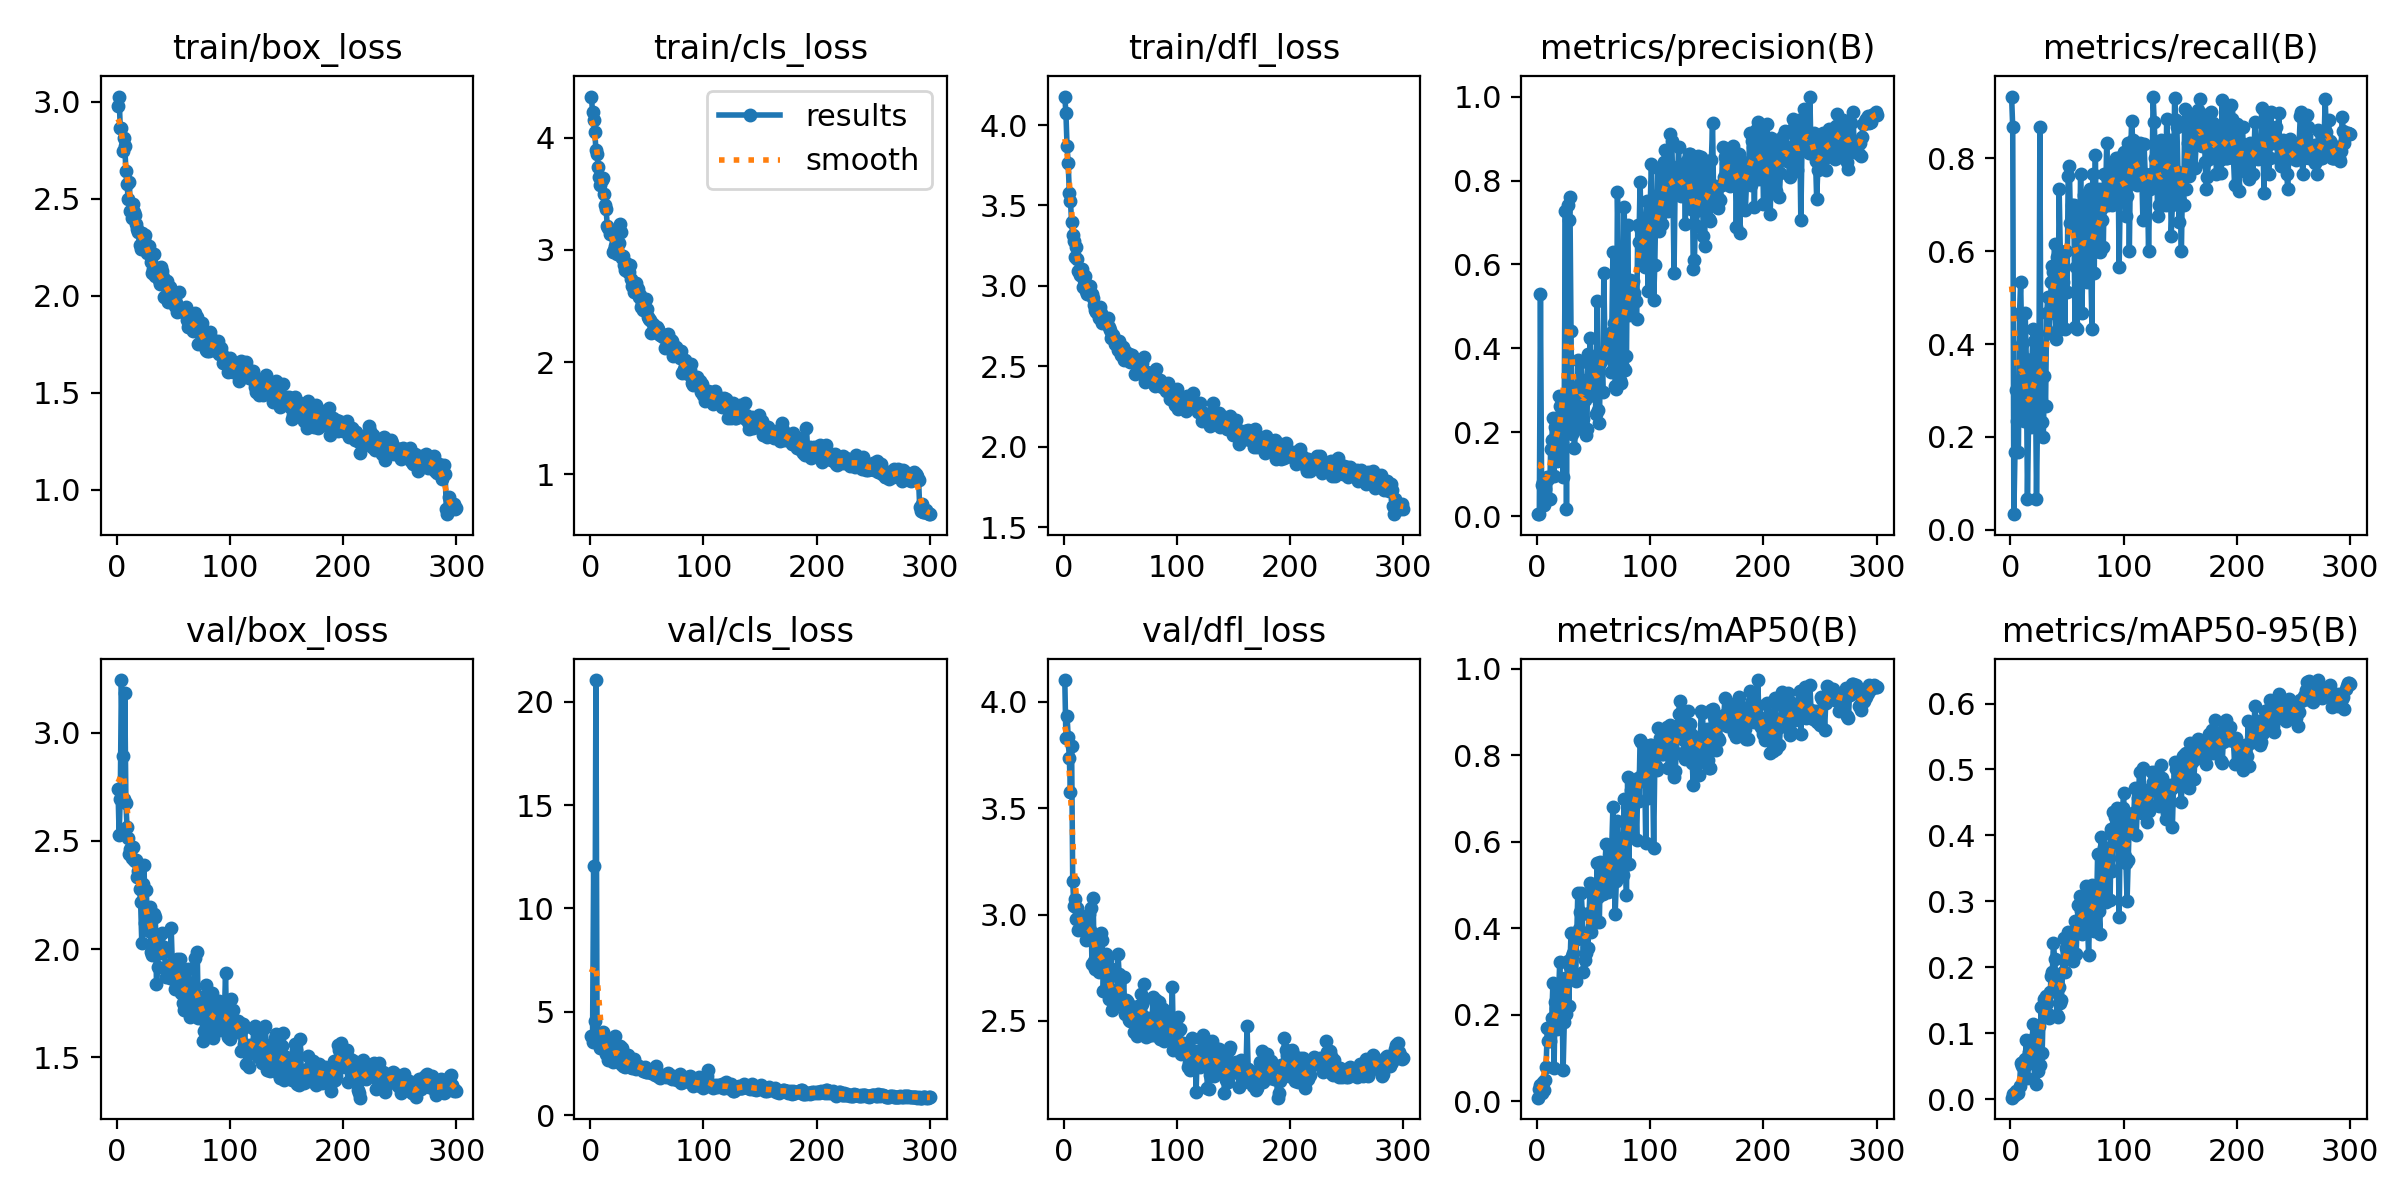 train/box_loss
3.0
2.5
2.0
1.5
1.0
0 100 200 300
train/cls_loss
results
smooth
4
3
2
1
0 100 200 300
train/dfl_loss
4.0
3.5
3.0
2.5
2.0
1.5
0 100 200 300
metrics/precision(B)
1.0
0.8
0.6
0.4
0.2
0.0
0 100 200 300
metrics/recall(B)
0.8
0.6
0.4
0.2
0.0
0 100 200 300
val/box_loss
3.0
2.5
2.0
1.5
0 100 200 300
val/cls_loss
20
15
10
5
0
0 100 200 300
val/dfl_loss
4.0
3.5
3.0
2.5
0 100 200 300
metrics/mAP50(B)
1.0
0.8
0.6
0.4
0.2
0.0
0 100 200 300
metrics/mAP50-95(B)
0.6
0.5
0.4
0.3
0.2
0.1
0.0
0 100 200 300